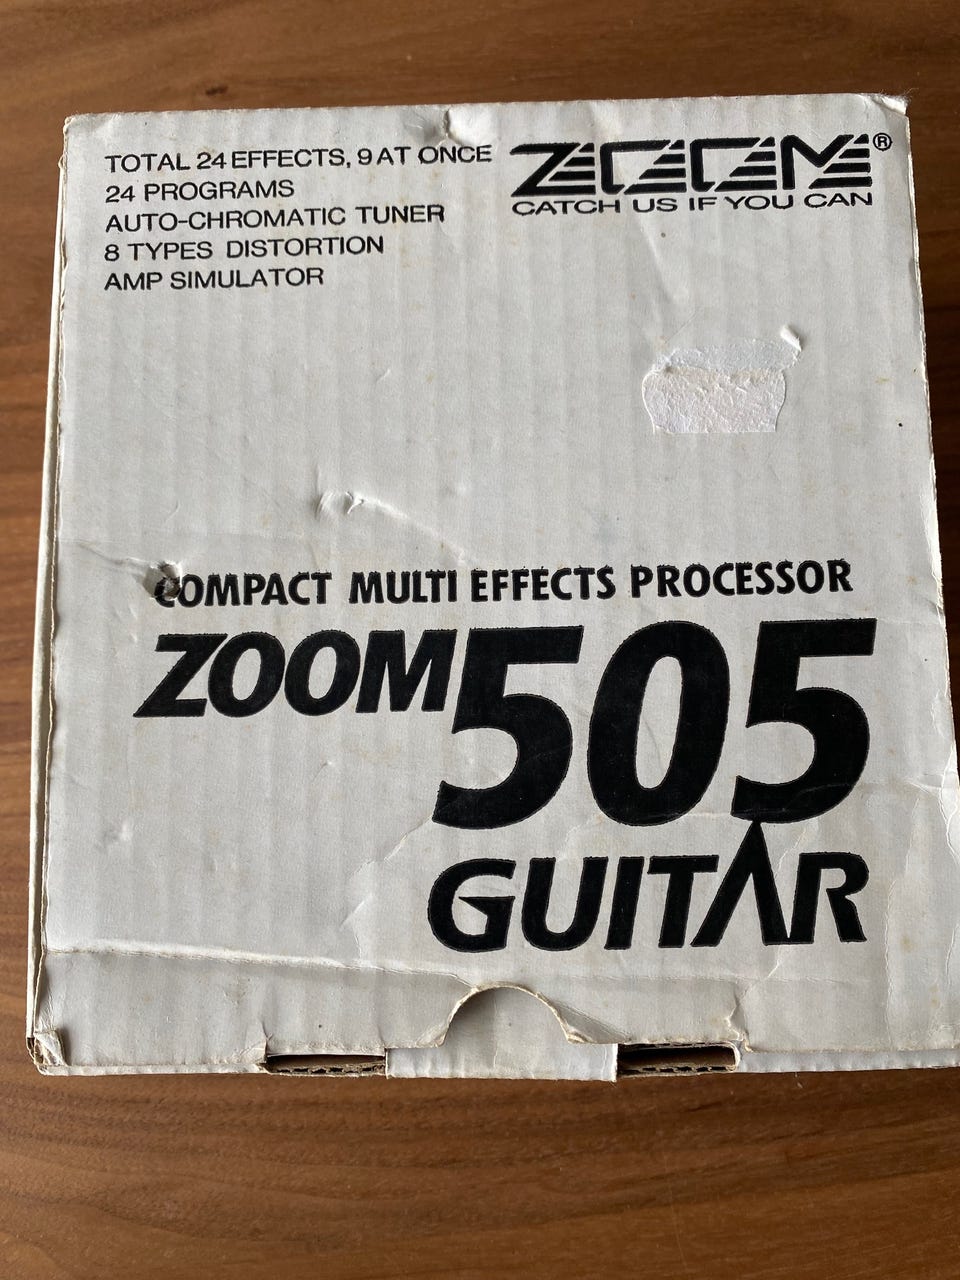 TOTAL 24 EFFECTS, 9 AT ONCE
24 PROGRAMS
AUTO-CHROMATIC TUNER
8 TYPES DISTORTION
AMP SIMULATOR
ZOOM®
CATCH US IF YOU CAN
COMPACT MULTI EFFECTS PROCESSOR
ZOOM 505
GUITAR